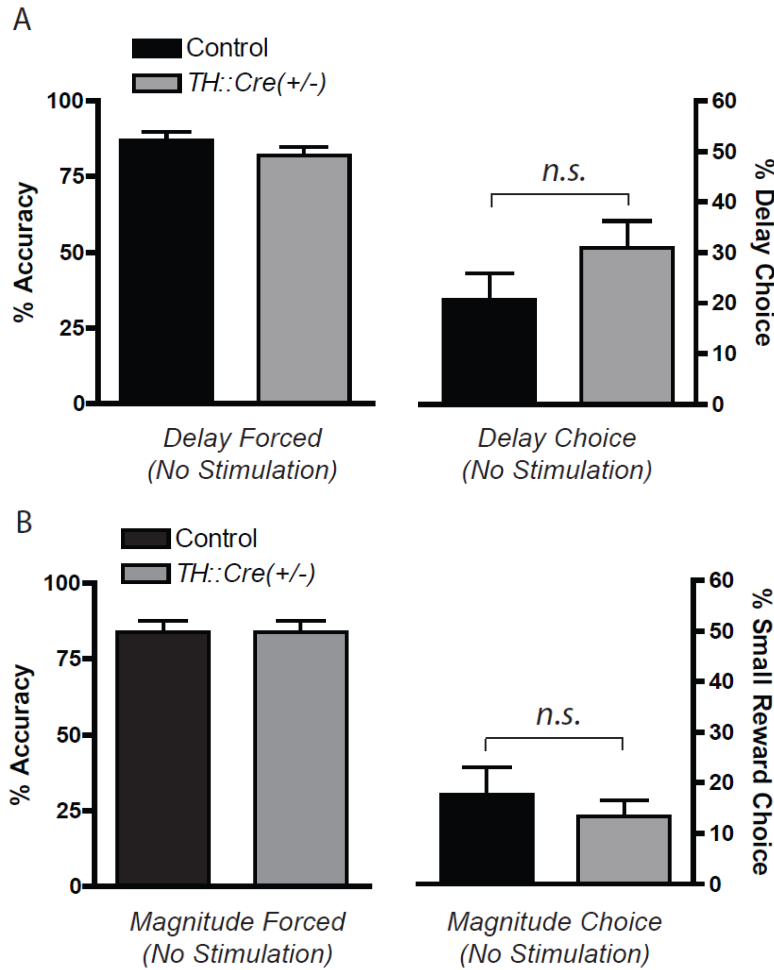 A
Control
TH::Cre(+/-)
% Accuracy
100
75
50
25
0
n.s.
60
50
40
30
20
10
0
% Delay Choice
Delay Forced
(No Stimulation)
Delay Choice
(No Stimulation)
B
Control
TH::Cre(+/-)
% Accuracy
100
75
50
25
0
n.s.
60
50
40
30
20
10
0
% Small Reward Choice
Magnitude Forced
(No Stimulation)
Magnitude Choice
(No Stimulation)